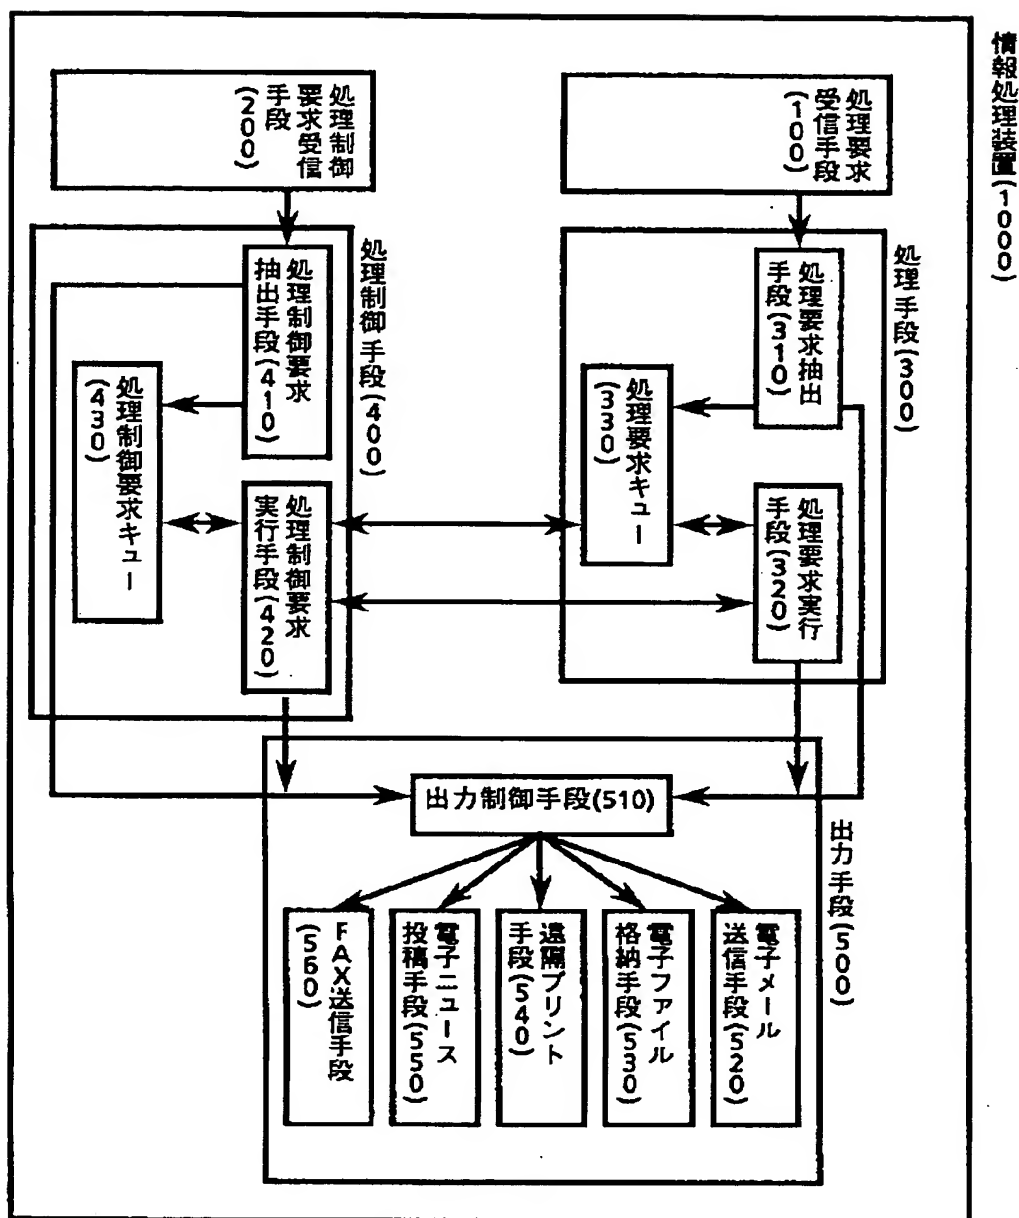 情報処理装置(1000)
処理要求
受信手段
(100)
処理制御
要求受信
手段
(200)
処理手段(300)
処理要求抽出
手段(310)
処理要求キュー
(330)
処理要求実行
手段(320)
処理制御手段(400)
処理制御要求
抽出手段(410)
処理制御要求キュー
(430)
処理制御要求
実行手段(420)
出力手段(500)
出力制御手段(510)
電子メール
送信手段(520)
電子ファイル
格納手段(530)
遠隔プリント
手段(540)
電子ニュース
投稿手段(550)
FAX送信手段
(560)